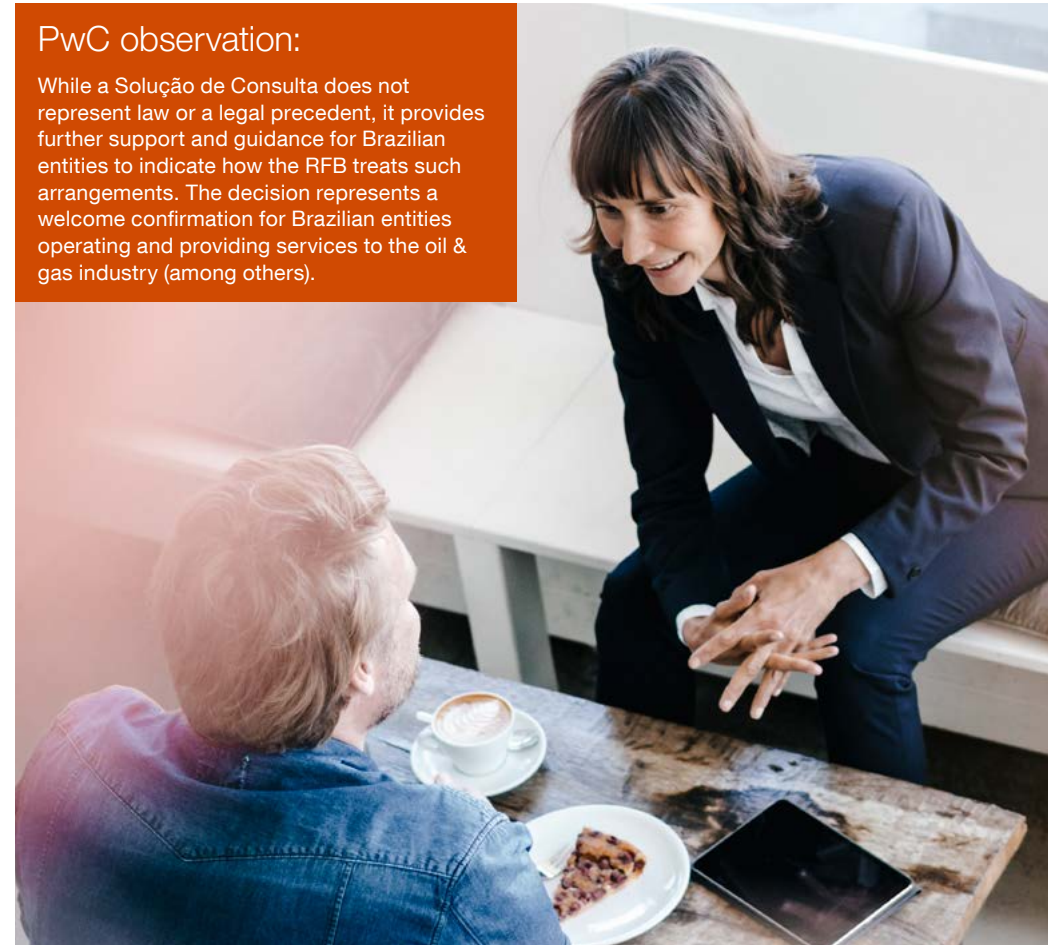 PwC observation:
While a Solução de Consulta does not
represent law or a legal precedent, it provides
further support and guidance for Brazilian
entities to indicate how the RFB treats such
arrangements. The decision represents a
welcome confirmation for Brazilian entities
operating and providing services to the oil &
gas industry (among others).